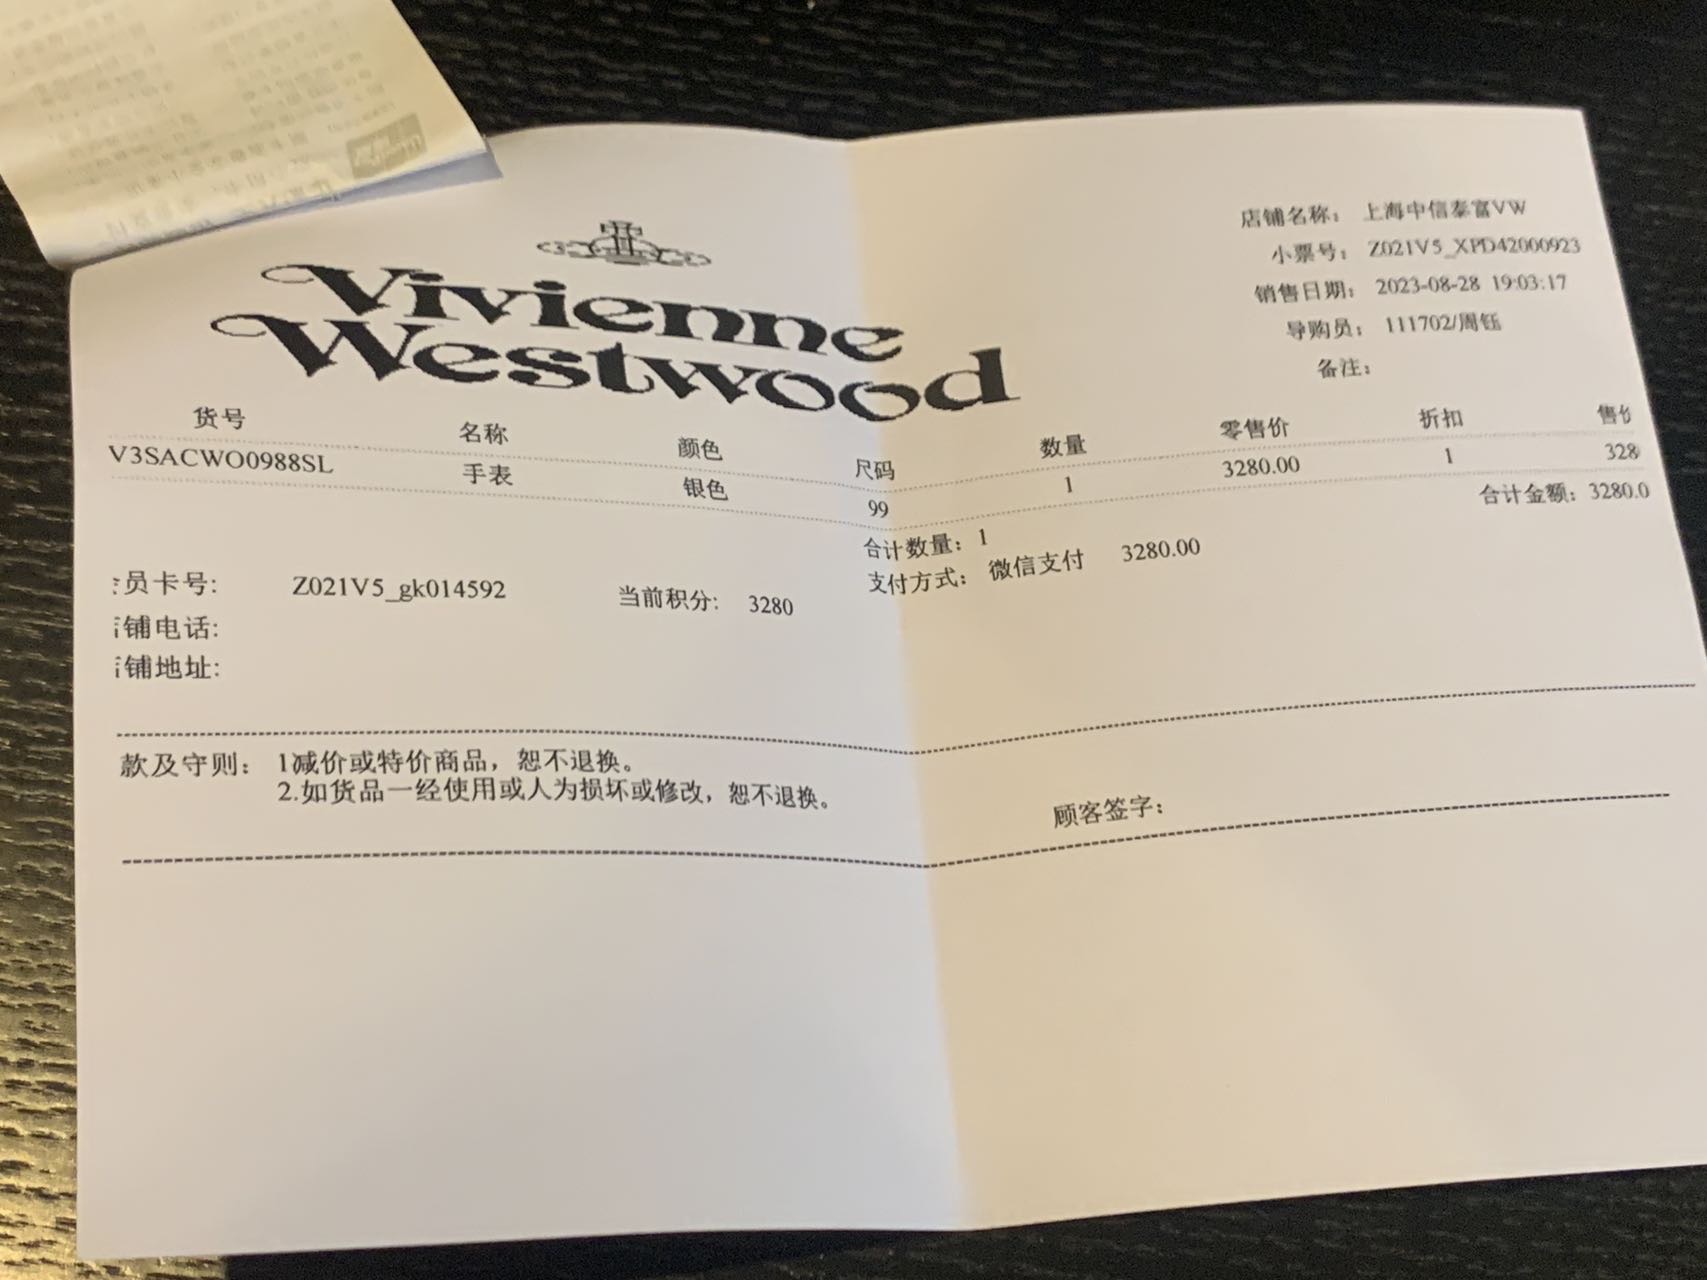 Vivienne
Westwood
店铺名称： 上海中信泰富VW
小票号： Z021V5_XPD42000923
销售日期： 2023-08-28 19:03:17
导购员： 111702/周钰
备注：
货号 名称 颜色 尺码 数量 零售价 折扣 售
V3SACWO0988SL 手表 银色 99 1 3280.00 1 328
合计数量： 1 合计金额： 3280.0
支付方式： 微信支付 3280.00
员卡号: Z021V5_gk014592 当前积分: 3280
铺电话:
铺地址:
款及守则： 1减价或特价商品，恕不退换。
2.如货品一经使用或人为损坏或修改，恕不退换。
顾客签字：